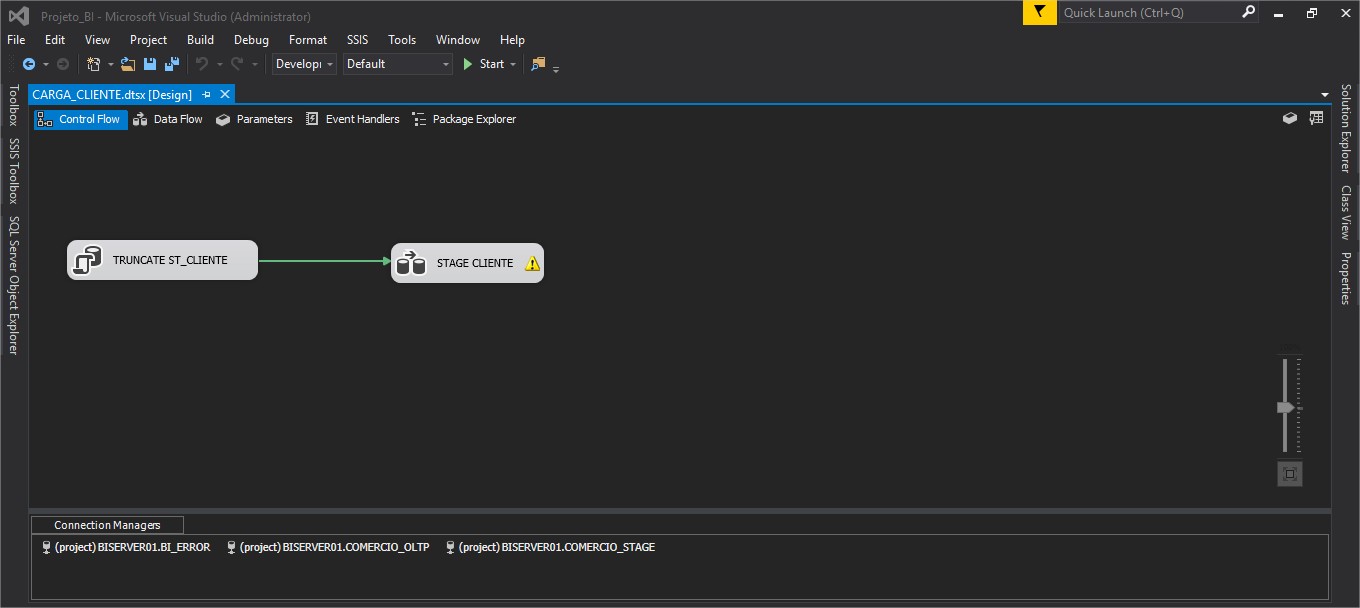 Projeto_BI - Microsoft Visual Studio (Administrator)
Quick Launch (Ctrl+Q)
File Edit View Project Build Debug Format SSIS Tools Window Help
Develop Default Start
CARGA_CLIENTE.dtsx [Design]
Control Flow Data Flow Parameters Event Handlers Package Explorer
Toolbox
SSIS Toolbox
SQL Server Object Explorer
TRUNCATE ST_CLIENTE
STAGE CLIENTE
Solution Explorer
Class View
Properties
Connection Managers
(project) BISERVER01.BI_ERROR (project) BISERVER01.COMERCIO_OLTP (project) BISERVER01.COMERCIO_STAGE